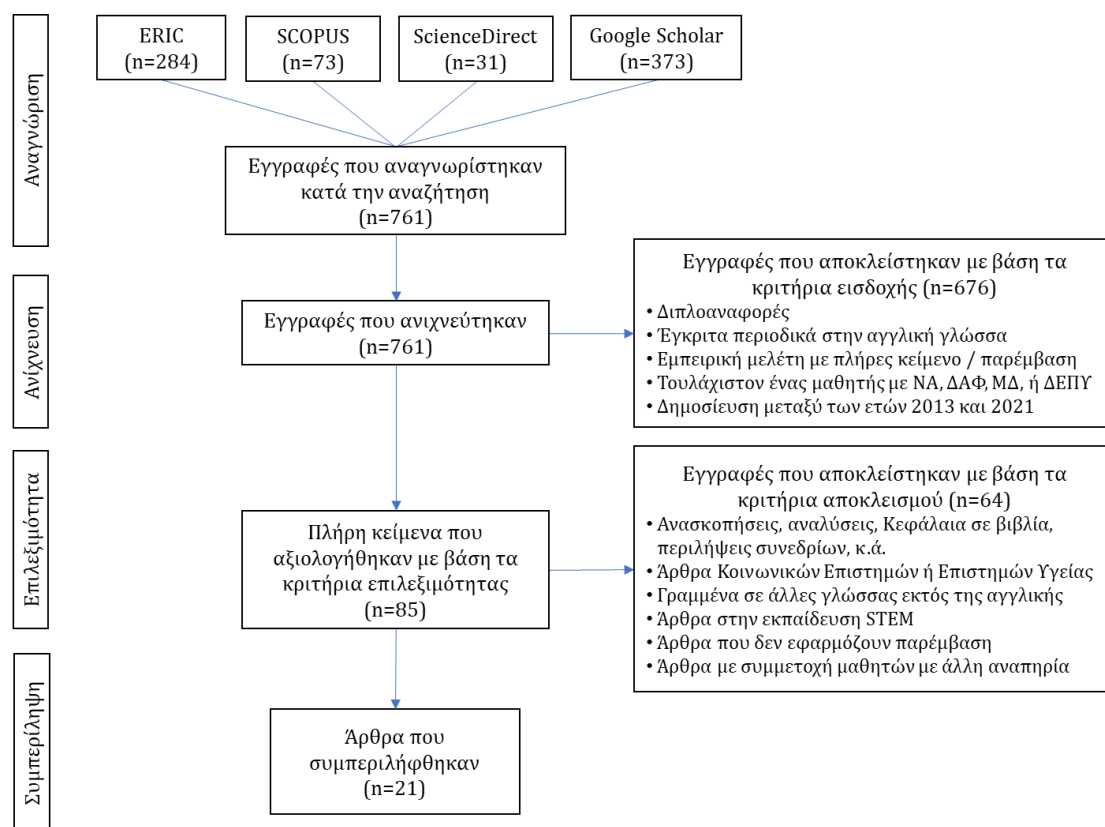 Αναγνώριση
ERIC
(n=284)
SCOPUS
(n=73)
ScienceDirect
(n=31)
Google Scholar
(n=373)
Εγγραφές που αναγνωρίστηκαν
κατά την αναζήτηση
(n=761)
Ανίχνευση
Εγγραφές που ανιχνεύτηκαν
(n=761)
Εγγραφές που αποκλείστηκαν με βάση τα
κριτήρια εισδοχής (n=676)
• Διπλοαναφορές
• Έγκριτα περιοδικά στην αγγλική γλώσσα
• Εμπειρική μελέτη με πλήρες κείμενο / παρέμβαση
• Τουλάχιστον ένας μαθητής με ΝΑ, ΔΑΦ, ΜΔ, ή ΔΕΠΥ
• Δημοσίευση μεταξύ των ετών 2013 και 2021
Επιλεξιμότητα
Πλήρη κείμενα που
αξιολογήθηκαν με βάση τα
κριτήρια επιλεξιμότητας
(n=85)
Εγγραφές που αποκλείστηκαν με βάση τα
κριτήρια αποκλεισμού (n=64)
• Ανασκοπήσεις, αναλύσεις, Κεφάλαια σε βιβλία,
περιλήψεις συνεδρίων, κ.ά.
• Άρθρα Κοινωνικών Επιστημών ή Επιστημών Υγείας
• Γραμμένα σε άλλες γλώσσας εκτός της αγγλικής
• Άρθρα στην εκπαίδευση STEM
• Άρθρα που δεν εφαρμόζουν παρέμβαση
• Άρθρα με συμμετοχή μαθητών με άλλη αναπηρία
Συμπερίληψη
Άρθρα που
συμπεριλήφθηκαν
(n=21)